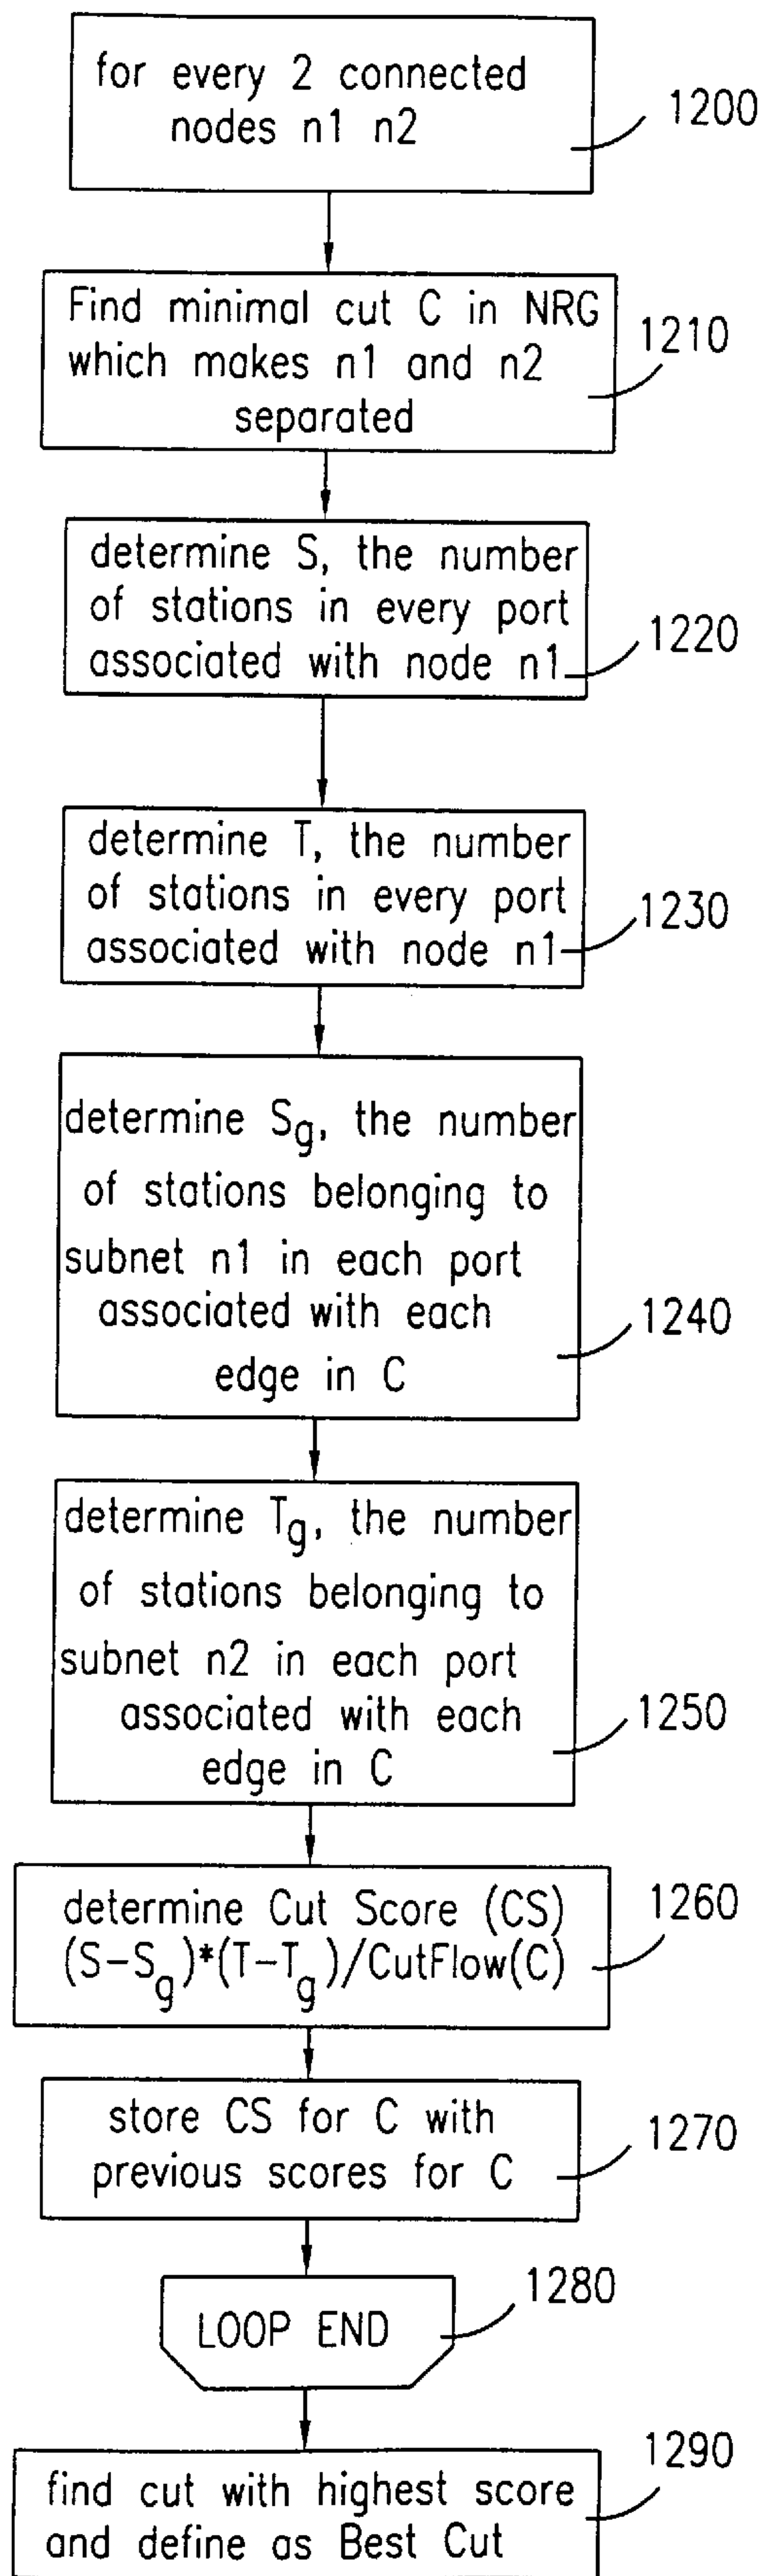 for every 2 connected
nodes n1 n2
1200
Find minimal cut C in NRG
which makes n1 and n2
separated
1210
determine S, the number
of stations in every port
associated with node n1
1220
determine T, the number
of stations in every port
associated with node n1
1230
determine Sg, the number
of stations belonging to
subnet n1 in each port
associated with each
edge in C
1240
determine Tg, the number
of stations belonging to
subnet n2 in each port
associated with each
edge in C
1250
determine Cut Score (CS)
(S-Sg)*(T-Tg)/CutFlow(C)
1260
store CS for C with
previous scores for C
1270
LOOP END
1280
find cut with highest score
and define as Best Cut
1290